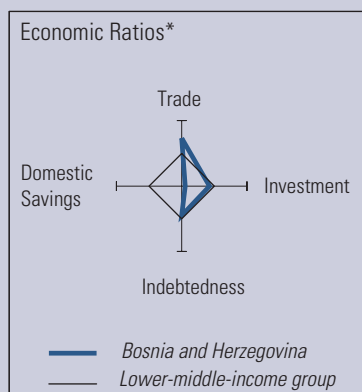 Economic Ratios*
Trade
Domestic
Savings
Investment
Indebtedness
Bosnia and Herzegovina
Lower-middle-income group